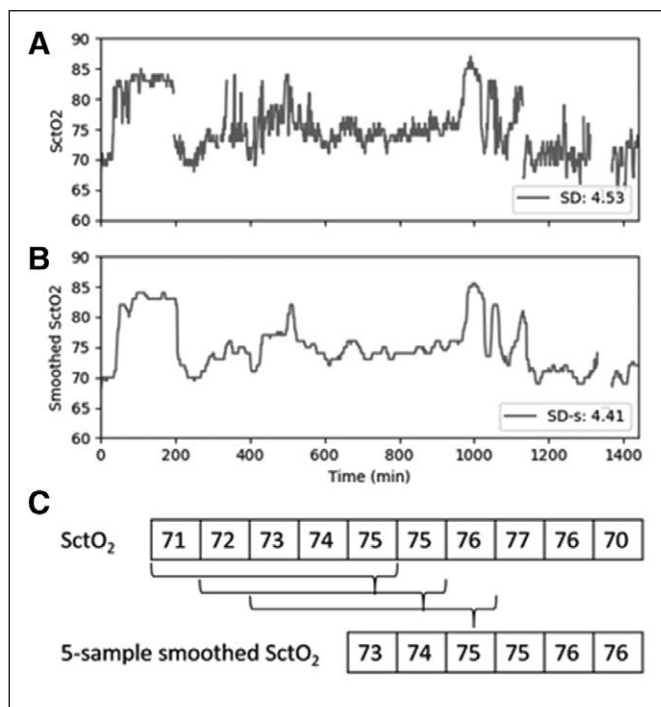 A
90
85
80
75
70
65
60
SctO2
SD: 4.53
B
90
85
80
75
70
65
60
Smoothed SctO2
SD-s: 4.41
0 200 400 600 800 1000 1200 1400
Time (min)
C
SctO₂ 71 72 73 74 75 75 76 77 76 70
5-sample smoothed SctO₂ 73 74 75 75 76 76